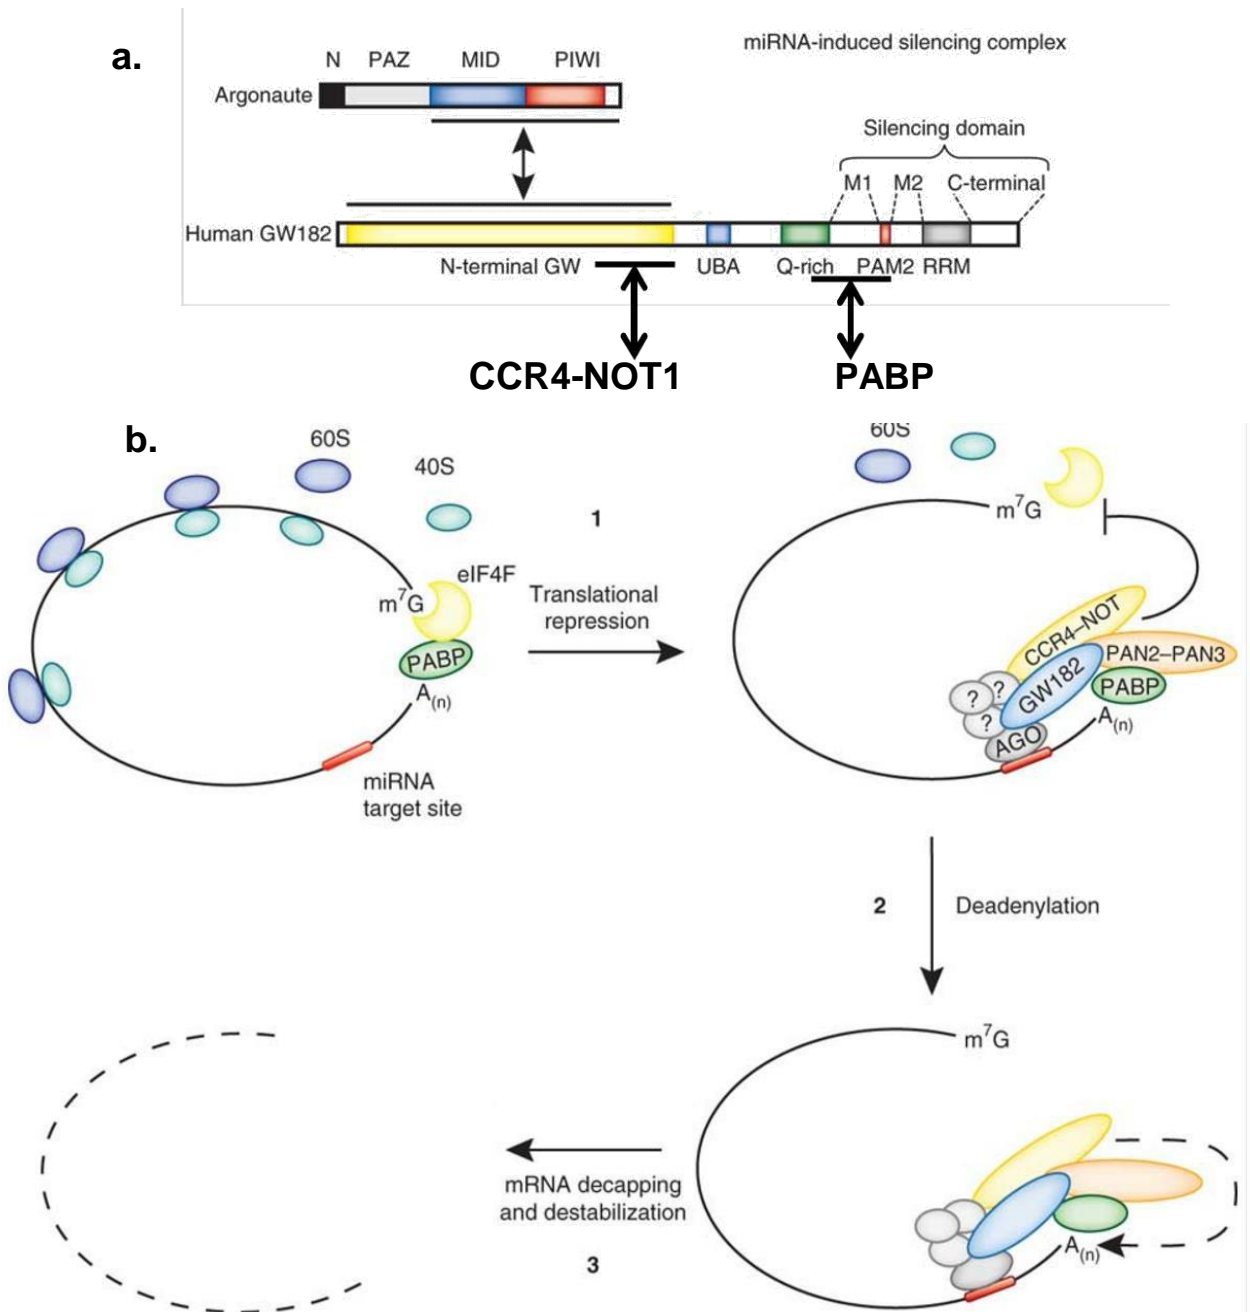 a.
miRNA-induced silencing complex
N PAZ MID PIWI
Argonaute
Silencing domain
M1 M2 C-terminal
Human GW182
N-terminal GW UBA Q-rich PAM2 RRM
CCR4-NOT1 PABP
b.
60S
40S
1
eIF4F
m⁷G
Translational
repression
PABP
A(n)
miRNA
target site
60S
m⁷G
CCR4–NOT
PAN2–PAN3
GW182
PABP
? ?
?
A(n)
AGO
2 Deadenylation
m⁷G
mRNA decapping
and destabilization
A(n)
3